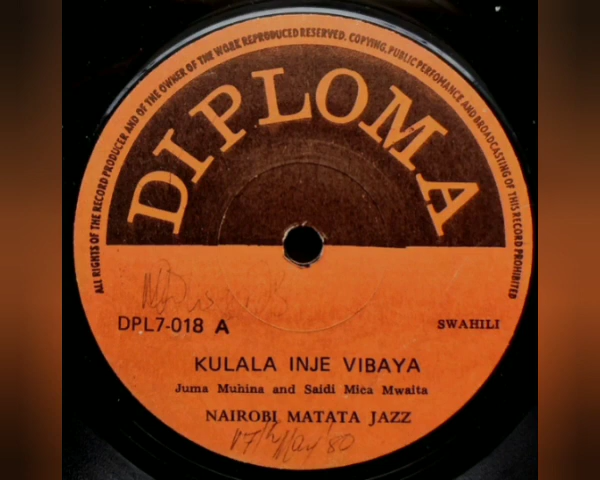 ALL RIGHTS OF THE RECORD PRODUCER AND OF THE OWNER OF THE WORK REPRODUCED RESERVED. COPYING, PUBLIC PERFOMANCE AND BROADCASTING OF THIS RECORD PROHIBITED
DIPLOMA
DPL7-018 A
SWAHILI
KULALA INJE VIBAYA
Juma Muhina and Saidi Mica Mwaita
NAIROBI MATATA JAZZ
17th May '80